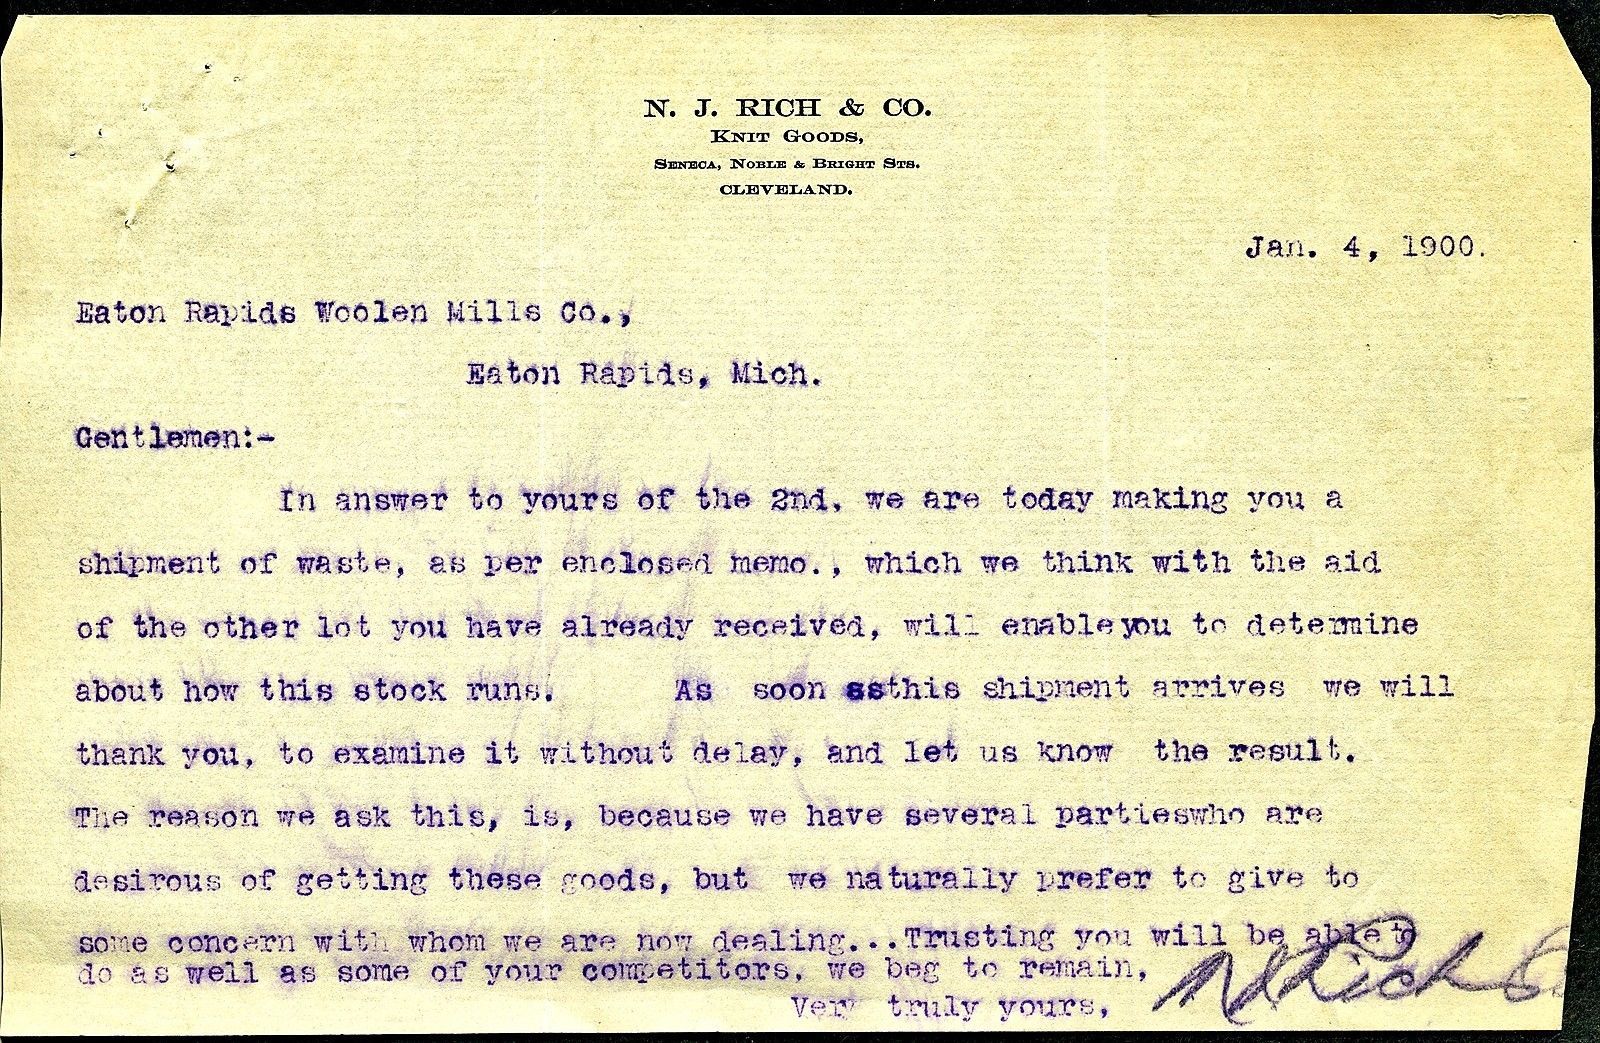 N. J. RICH & CO.
KNIT GOODS,
SENECA, NOBLE & BRIGHT STS.
CLEVELAND.
Jan. 4, 1900.
Eaton Rapids Woolen Mills Co.,
Eaton Rapids, Mich.
Gentlemen:-
In answer to yours of the 2nd, we are today making you a
shipment of waste, as per enclosed memo., which we think with the aid
of the other lot you have already received, will enableyou to determine
about how this stock runs. As soon asthis shipment arrives we will
thank you, to examine it without delay, and let us know the result.
The reason we ask this, is, because we have several partieswho are
desirous of getting these goods, but we naturally prefer to give to
some concern with whom we are now dealing...Trusting you will be able to
do as well as some of your competitors, we beg to remain,
Very truly yours,
N J Rich & Co